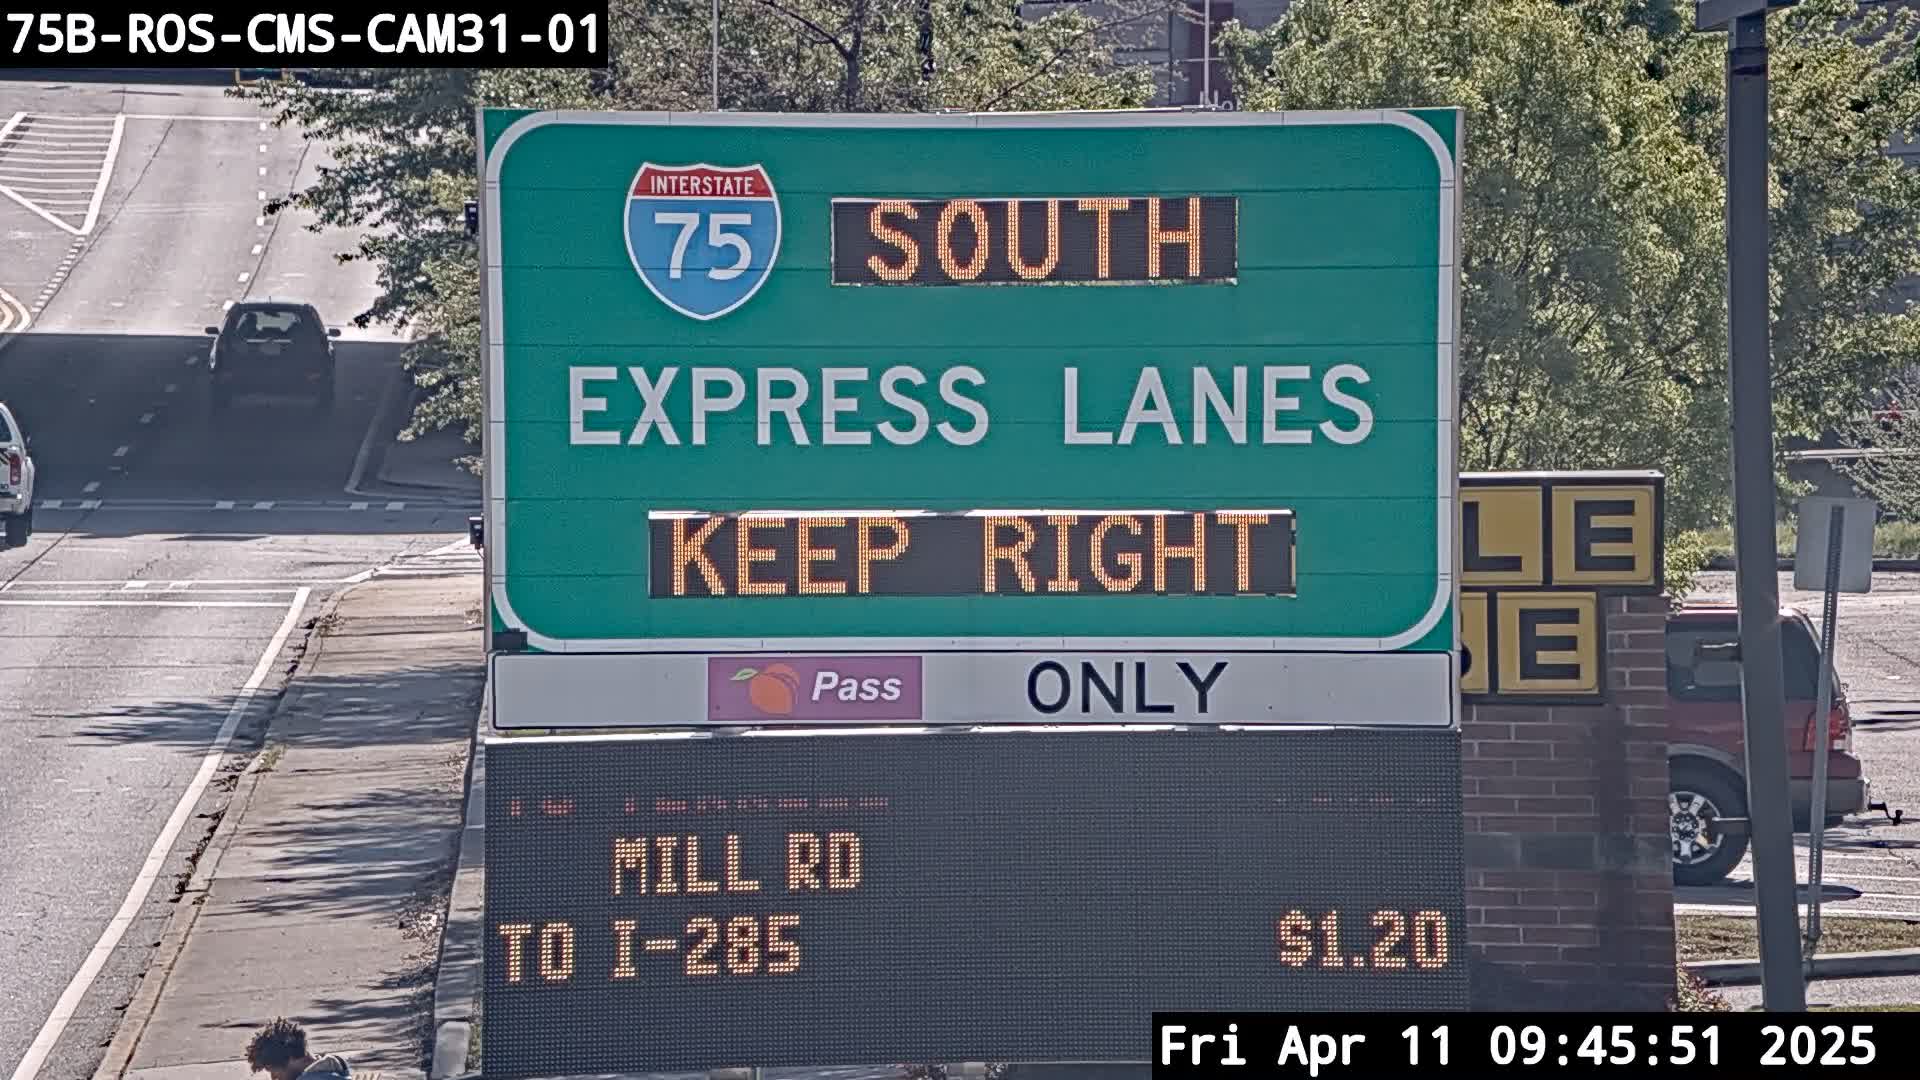 75B-ROS-CMS-CAM31-01
INTERSTATE
75
SOUTH
EXPRESS LANES
KEEP RIGHT
Pass ONLY
MILL RD
TO I-285 $1.20
LE
E
Fri Apr 11 09:45:51 2025